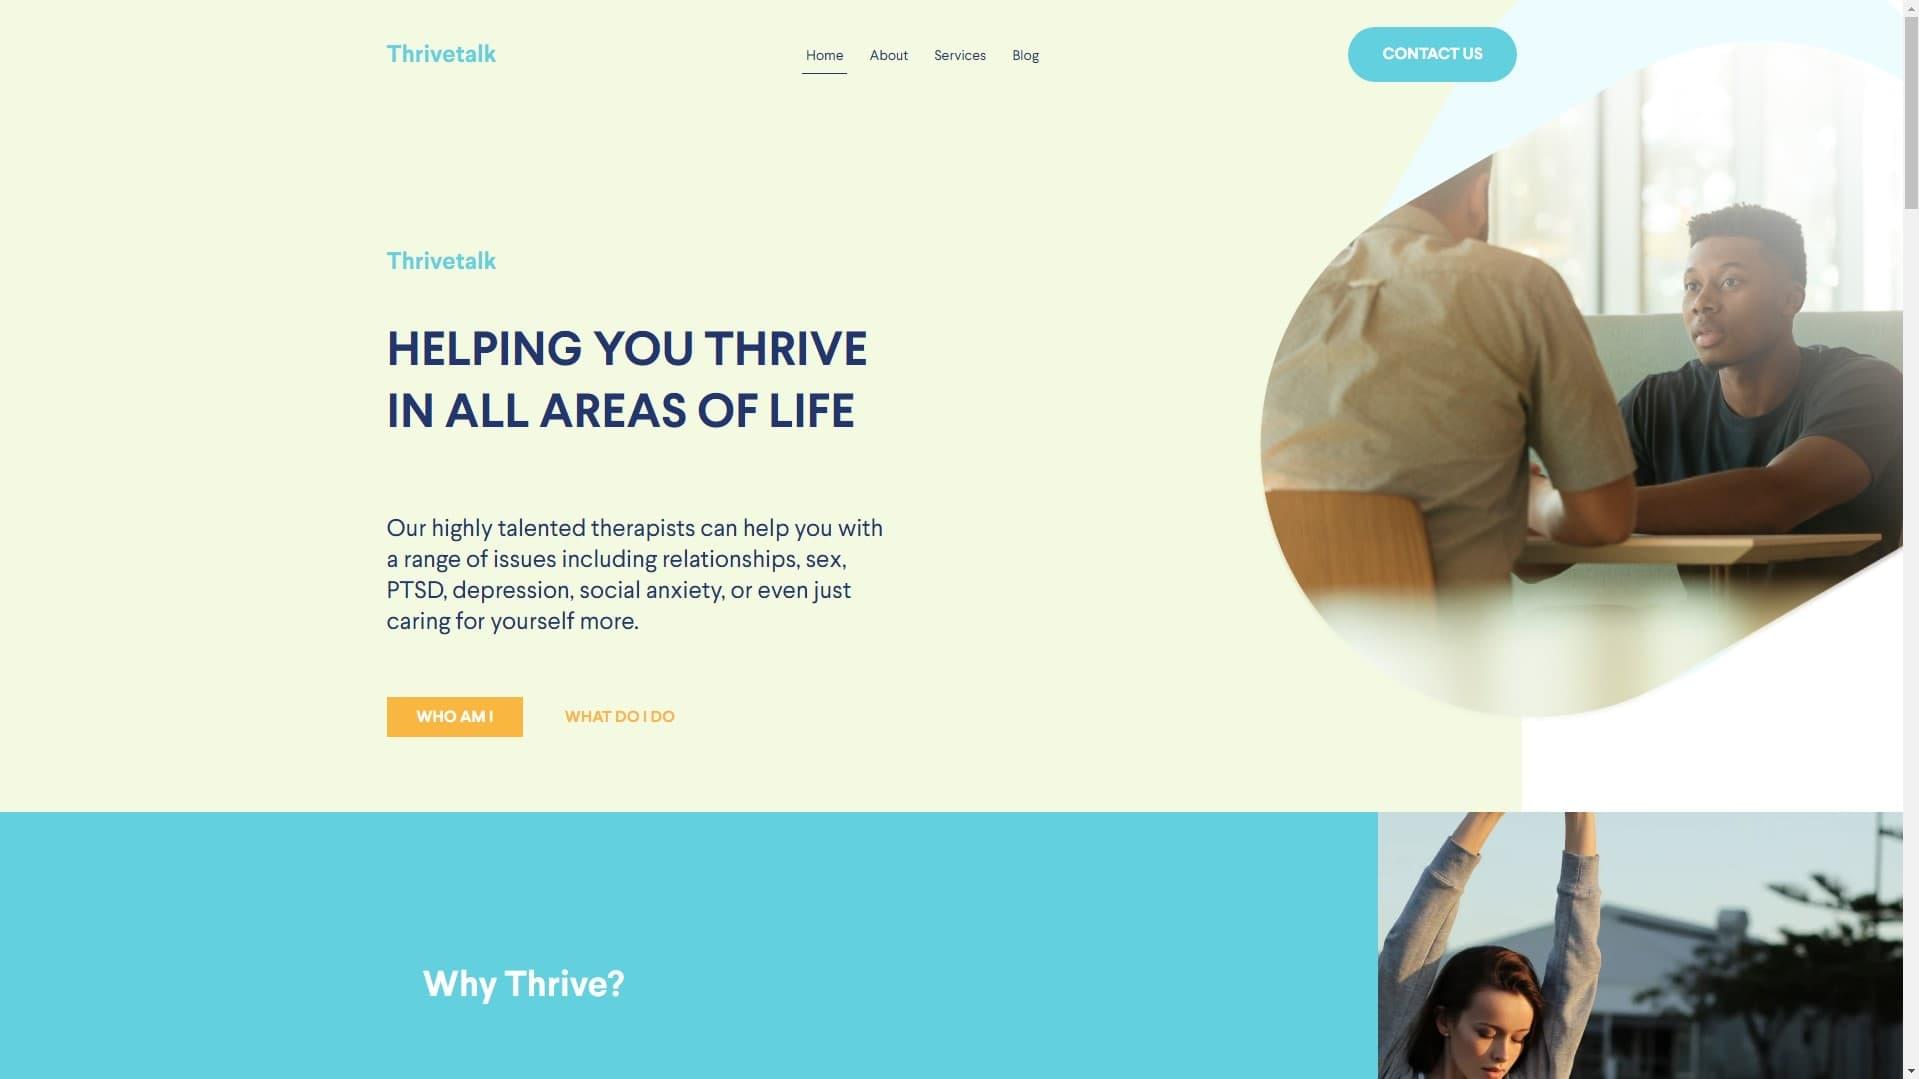 Thrivetalk
Home
About
Services
Blog
CONTACT US
Thrivetalk
HELPING YOU THRIVE
IN ALL AREAS OF LIFE
Our highly talented therapists can help you with
a range of issues including relationships, sex,
PTSD, depression, social anxiety, or even just
caring for yourself more.
WHO AM I
WHAT DO I DO
Why Thrive?